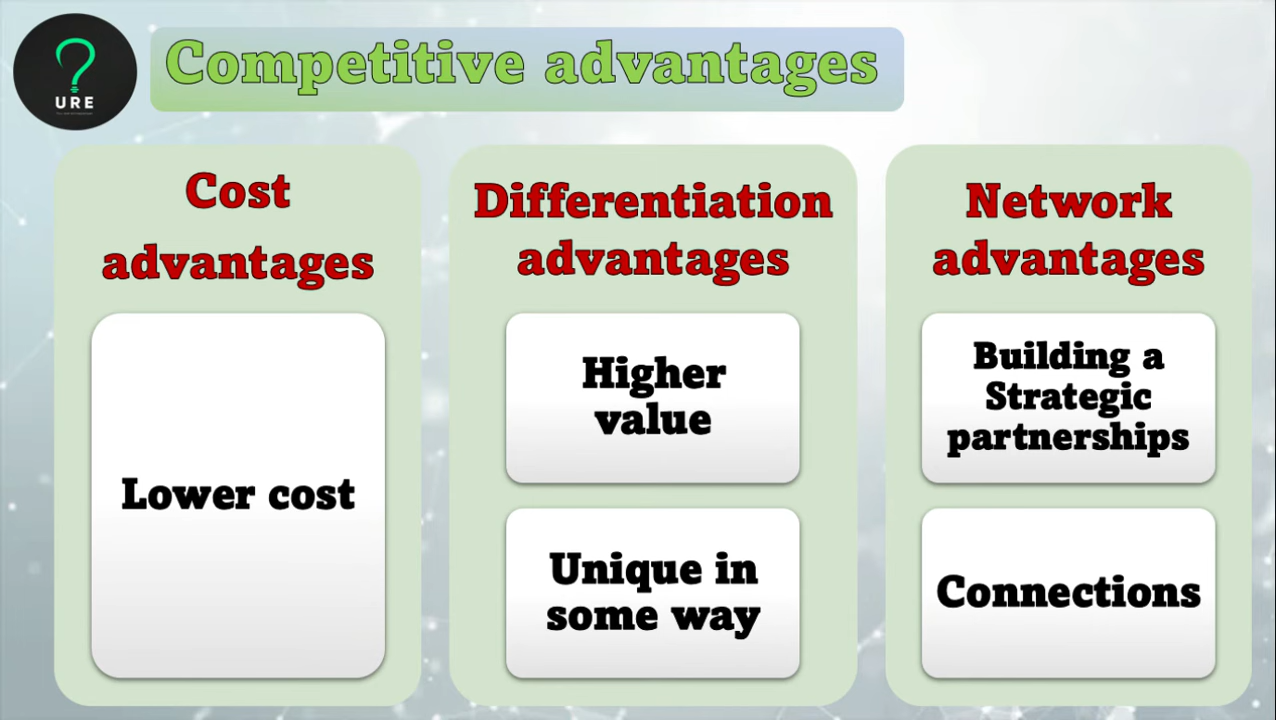 URE
Competitive advantages
Cost
advantages
Lower cost
Differentiation
advantages
Higher
value
Unique in
some way
Network
advantages
Building a
Strategic
partnerships
Connections